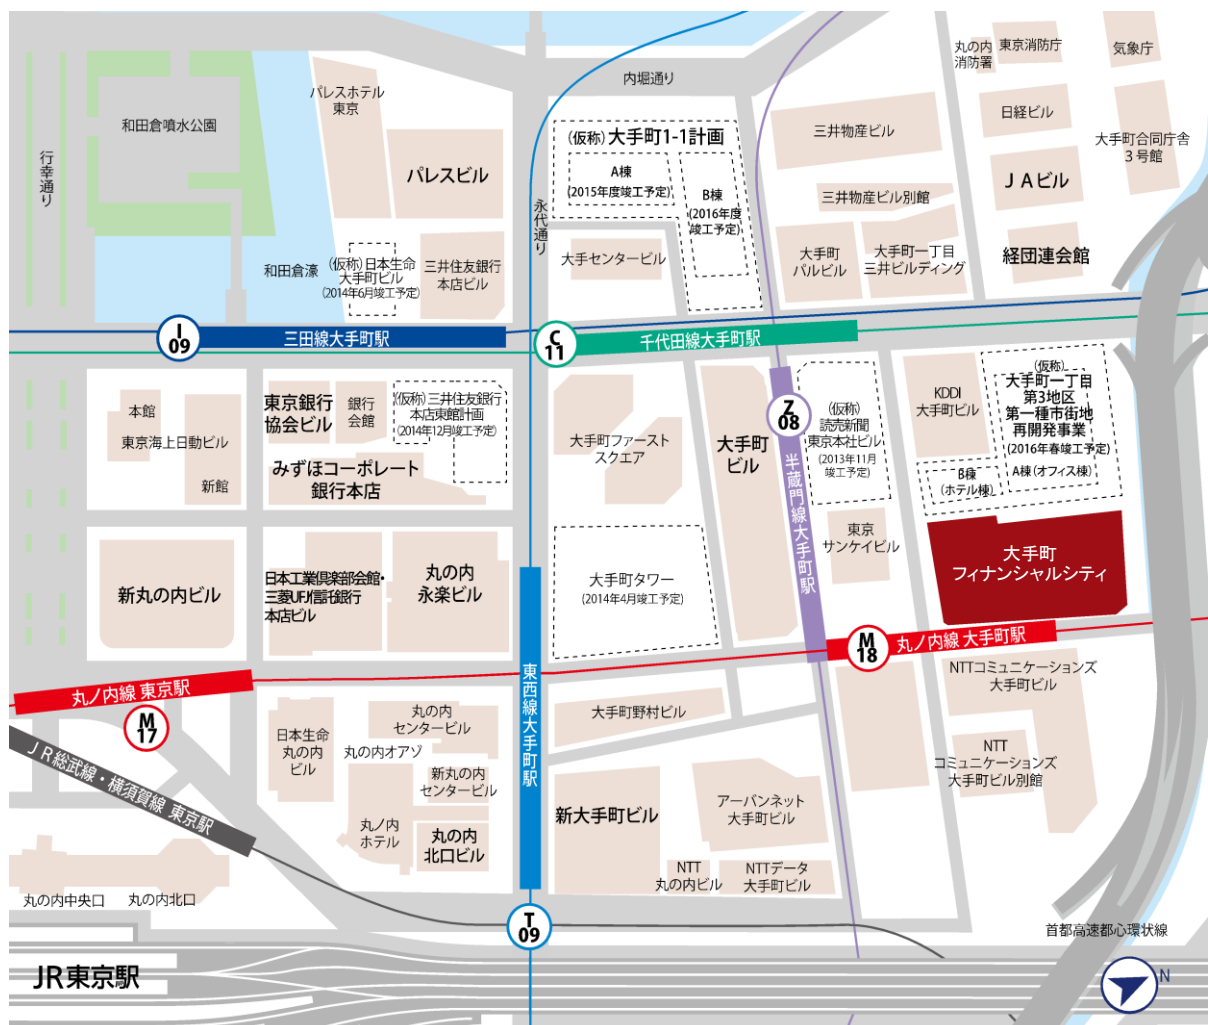 内堀通り
丸の内
消防署
東京消防庁
気象庁
パレスホテル
東京
和田倉噴水公園
行幸通り
パレスビル
(仮称)大手町1-1計画
A棟
(2015年度竣工予定)
B棟
(2016年度
竣工予定)
三井物産ビル
日経ビル
大手町合同庁舎
3号館
JAビル
三井物産ビル別館
永代通り
大手センタービル
大手町
パルビル
大手町一丁目
三井ビルディング
経団連会館
和田倉濠
(仮称)日本生命
大手町ビル
(2014年6月竣工予定)
三井住友銀行
本店ビル
I
09
三田線大手町駅
C
11
千代田線大手町駅
本館
東京海上日動ビル
新館
東京銀行
協会ビル
銀行
会館
(仮称)三井住友銀行
本店東館計画
(2014年12月竣工予定)
みずほコーポレート
銀行本店
大手町ファースト
スクエア
大手町
ビル
Z
08
半蔵門線大手町駅
(仮称)
読売新聞
東京本社ビル
(2013年11月
竣工予定)
KDDI
大手町ビル
(仮称)
大手町一丁目
第3地区
第一種市街地
再開発事業
(2016年春竣工予定)
A棟(オフィス棟)
B棟
(ホテル棟)
東京
サンケイビル
大手町
フィナンシャルシティ
新丸の内ビル
日本工業倶楽部会館・
三菱UFJ信託銀行
本店ビル
丸の内
永楽ビル
大手町タワー
(2014年4月竣工予定)
M
18
丸ノ内線 大手町駅
丸ノ内線 東京駅
M
17
東西線大手町駅
NTTコミュニケーションズ
大手町ビル
日本生命
丸の内
ビル
丸の内
センタービル
丸の内オアゾ
新丸の内
センタービル
大手町野村ビル
NTT
コミュニケーションズ
大手町ビル別館
JR総武線・横須賀線 東京駅
丸ノ内
ホテル
丸の内
北口ビル
新大手町ビル
アーバンネット
大手町ビル
NTT
丸の内ビル
NTTデータ
大手町ビル
丸の内中央口
丸の内北口
T
09
首都高速都心環状線
JR東京駅
N